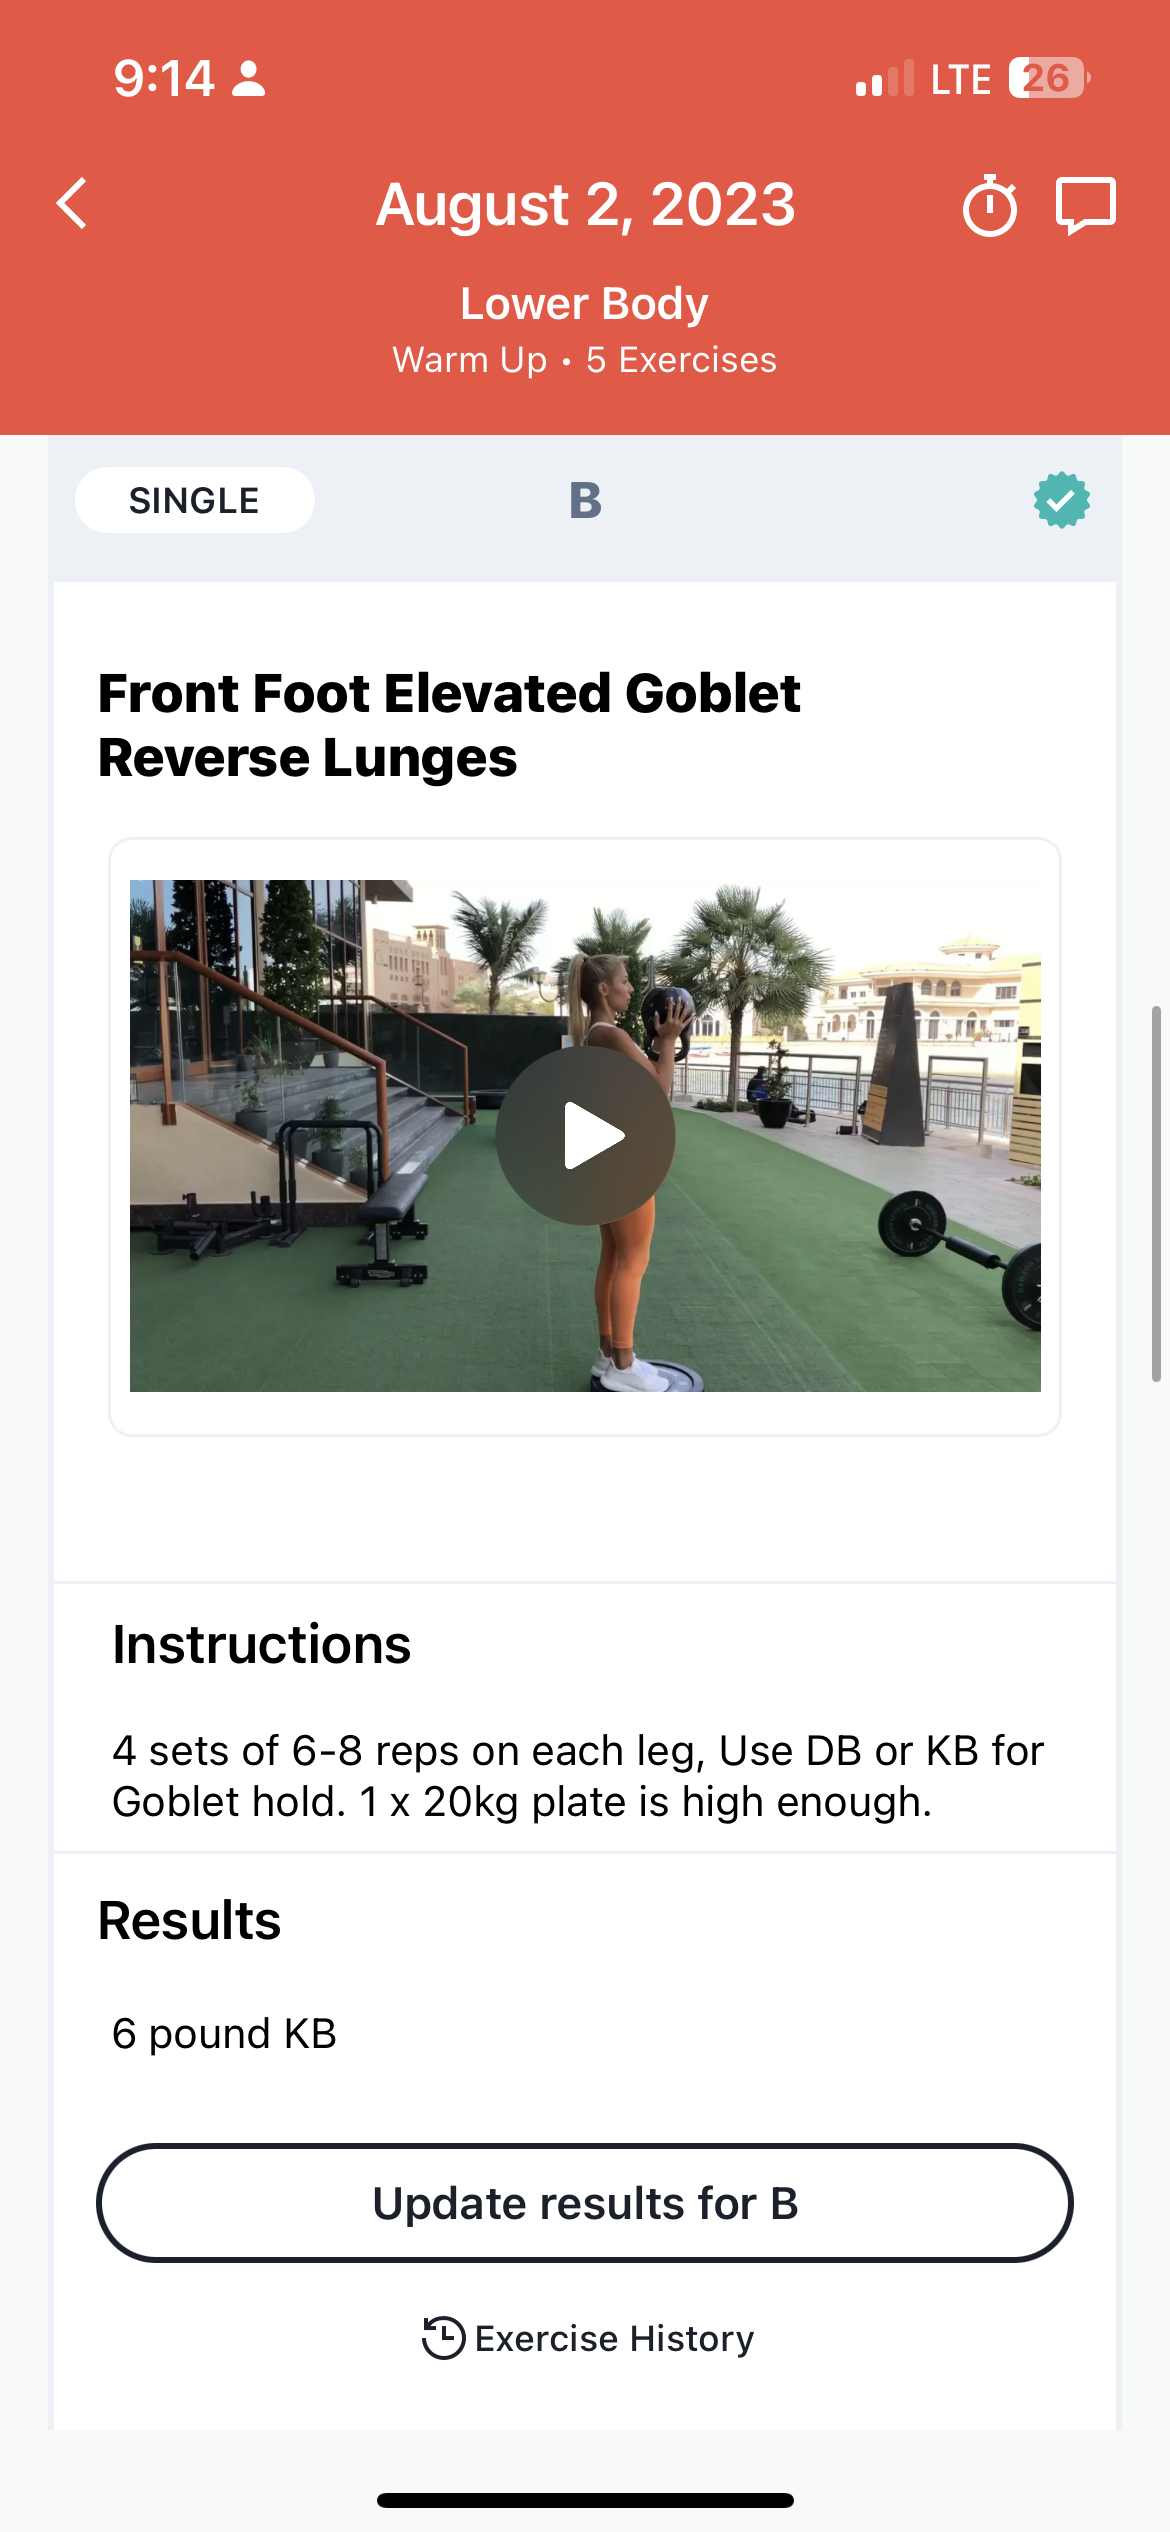 9:14
LTE 26
August 2, 2023
Lower Body
Warm Up • 5 Exercises
SINGLE
B
Front Foot Elevated Goblet
Reverse Lunges
Instructions
4 sets of 6-8 reps on each leg, Use DB or KB for
Goblet hold. 1 x 20kg plate is high enough.
Results
6 pound KB
Update results for B
Exercise History